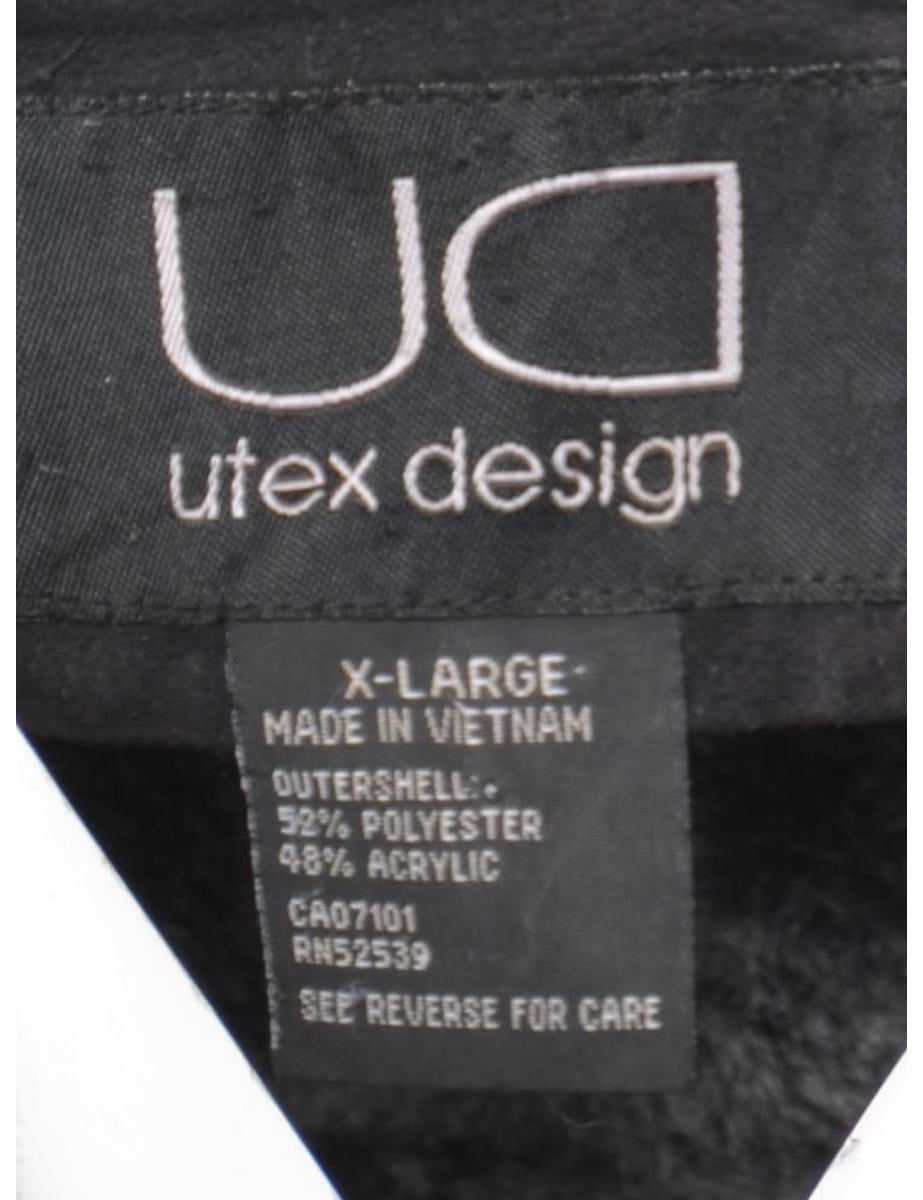 UD
utex design
X-LARGE
MADE IN VIETNAM
OUTERSHELL:
52% POLYESTER
48% ACRYLIC
CA07101
RN52539
SEE REVERSE FOR CARE